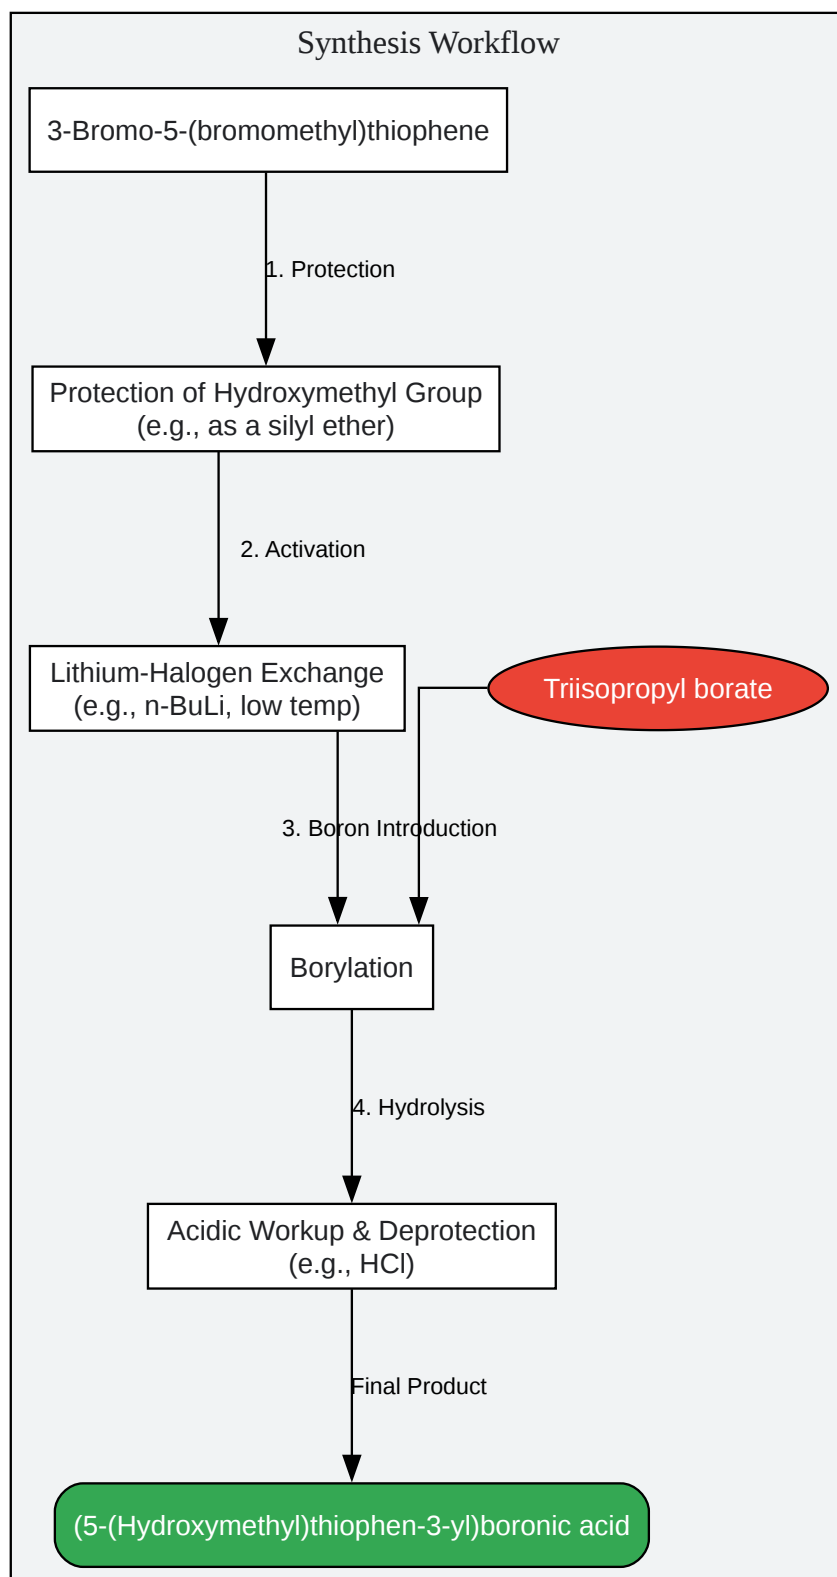 Synthesis Workflow
3-Bromo-5-(bromomethyl)thiophene
1. Protection
Protection of Hydroxymethyl Group
(e.g., as a silyl ether)
2. Activation
Lithium-Halogen Exchange
(e.g., n-BuLi, low temp)
Triisopropyl borate
3. Boron Introduction
Borylation
4. Hydrolysis
Acidic Workup & Deprotection
(e.g., HCl)
Final Product
(5-(Hydroxymethyl)thiophen-3-yl)boronic acid